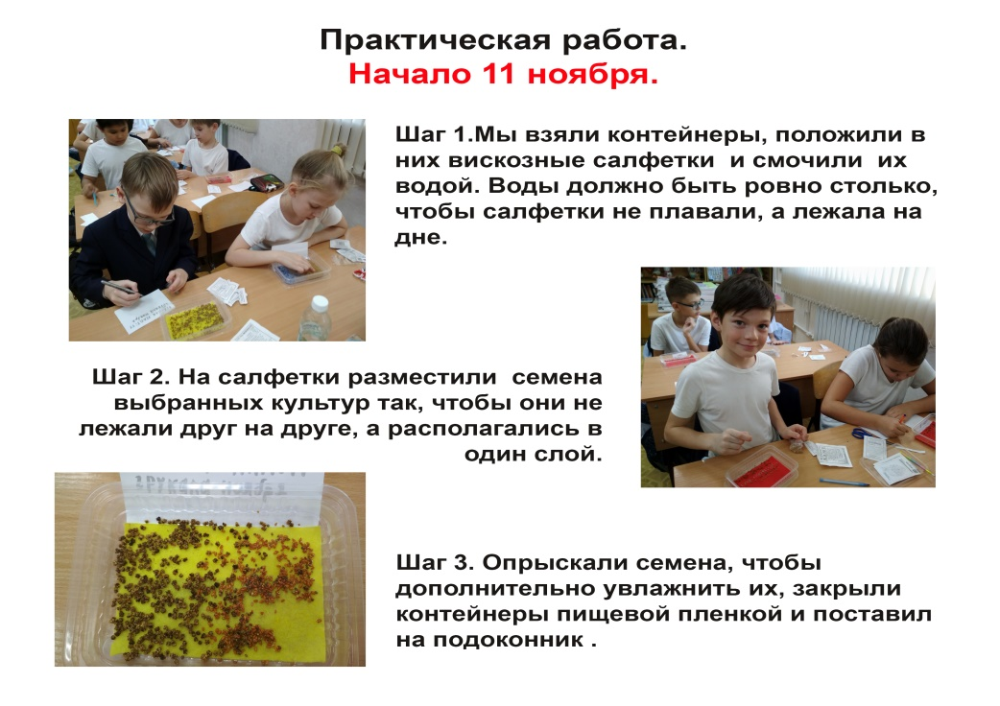 Практическая работа.
Начало 11 ноября.
Шаг 1.Мы взяли контейнеры, положили в
них вискозные салфетки  и смочили  их
водой. Воды должно быть ровно столько,
чтобы салфетки не плавали, а лежала на
дне.
Шаг 2. На салфетки разместили  семена
выбранных культур так, чтобы они не
лежали друг на друге, а располагались в
один слой.
Шаг 3. Опрыскали семена, чтобы
дополнительно увлажнить их, закрыли
контейнеры пищевой пленкой и поставил
на подоконник .